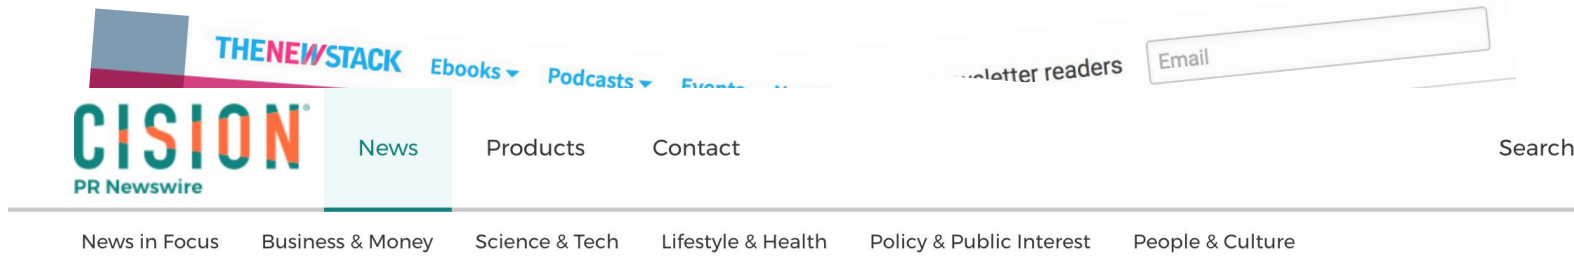 THENEWSTACK Ebooks Podcasts
readers Email
CISION®
PR Newswire
News Products Contact Search
News in Focus Business & Money Science & Tech Lifestyle & Health Policy & Public Interest People & Culture